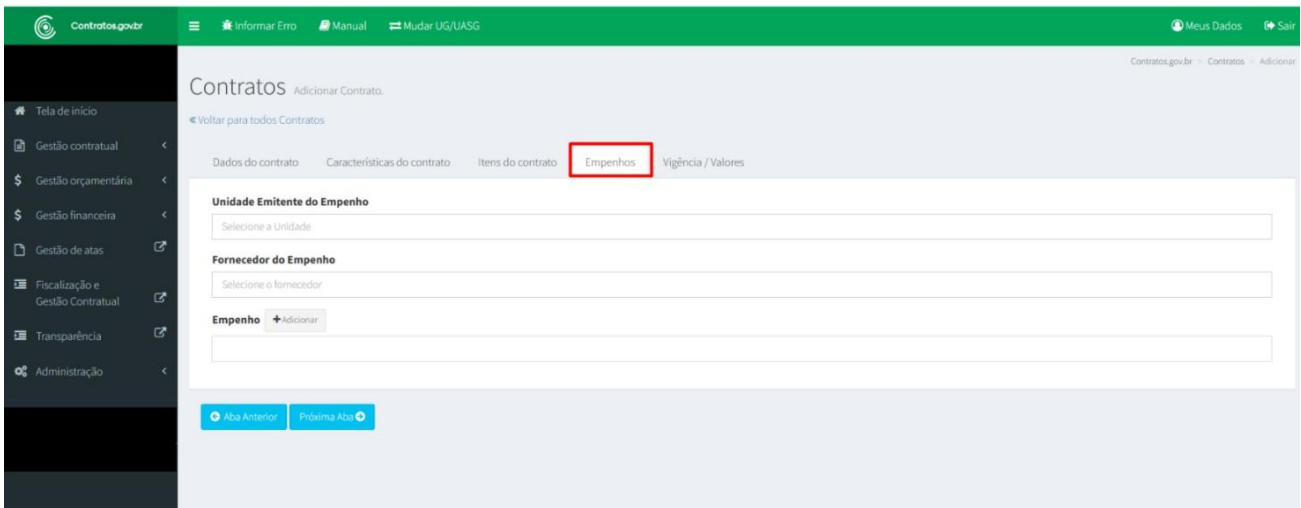 Contratos.gov.br
Informar Erro Manual Mudar UG/UASG
Meus Dados Sair
Contratos.gov.br > Contratos > Adicionar
Contratos Adicionar Contrato.
Voltar para todos Contratos
Tela de início
Gestão contratual
Gestão orçamentária
Gestão financeira
Gestão de atas
Fiscalização e
Gestão Contratual
Transparência
Administração
Dados do contrato Características do contrato Itens do contrato Empenhos Vigência / Valores
Unidade Emitente do Empenho
Selecione a Unidade
Fornecedor do Empenho
Selecione o fornecedor
Empenho +Adicionar
Aba Anterior Próxima Aba